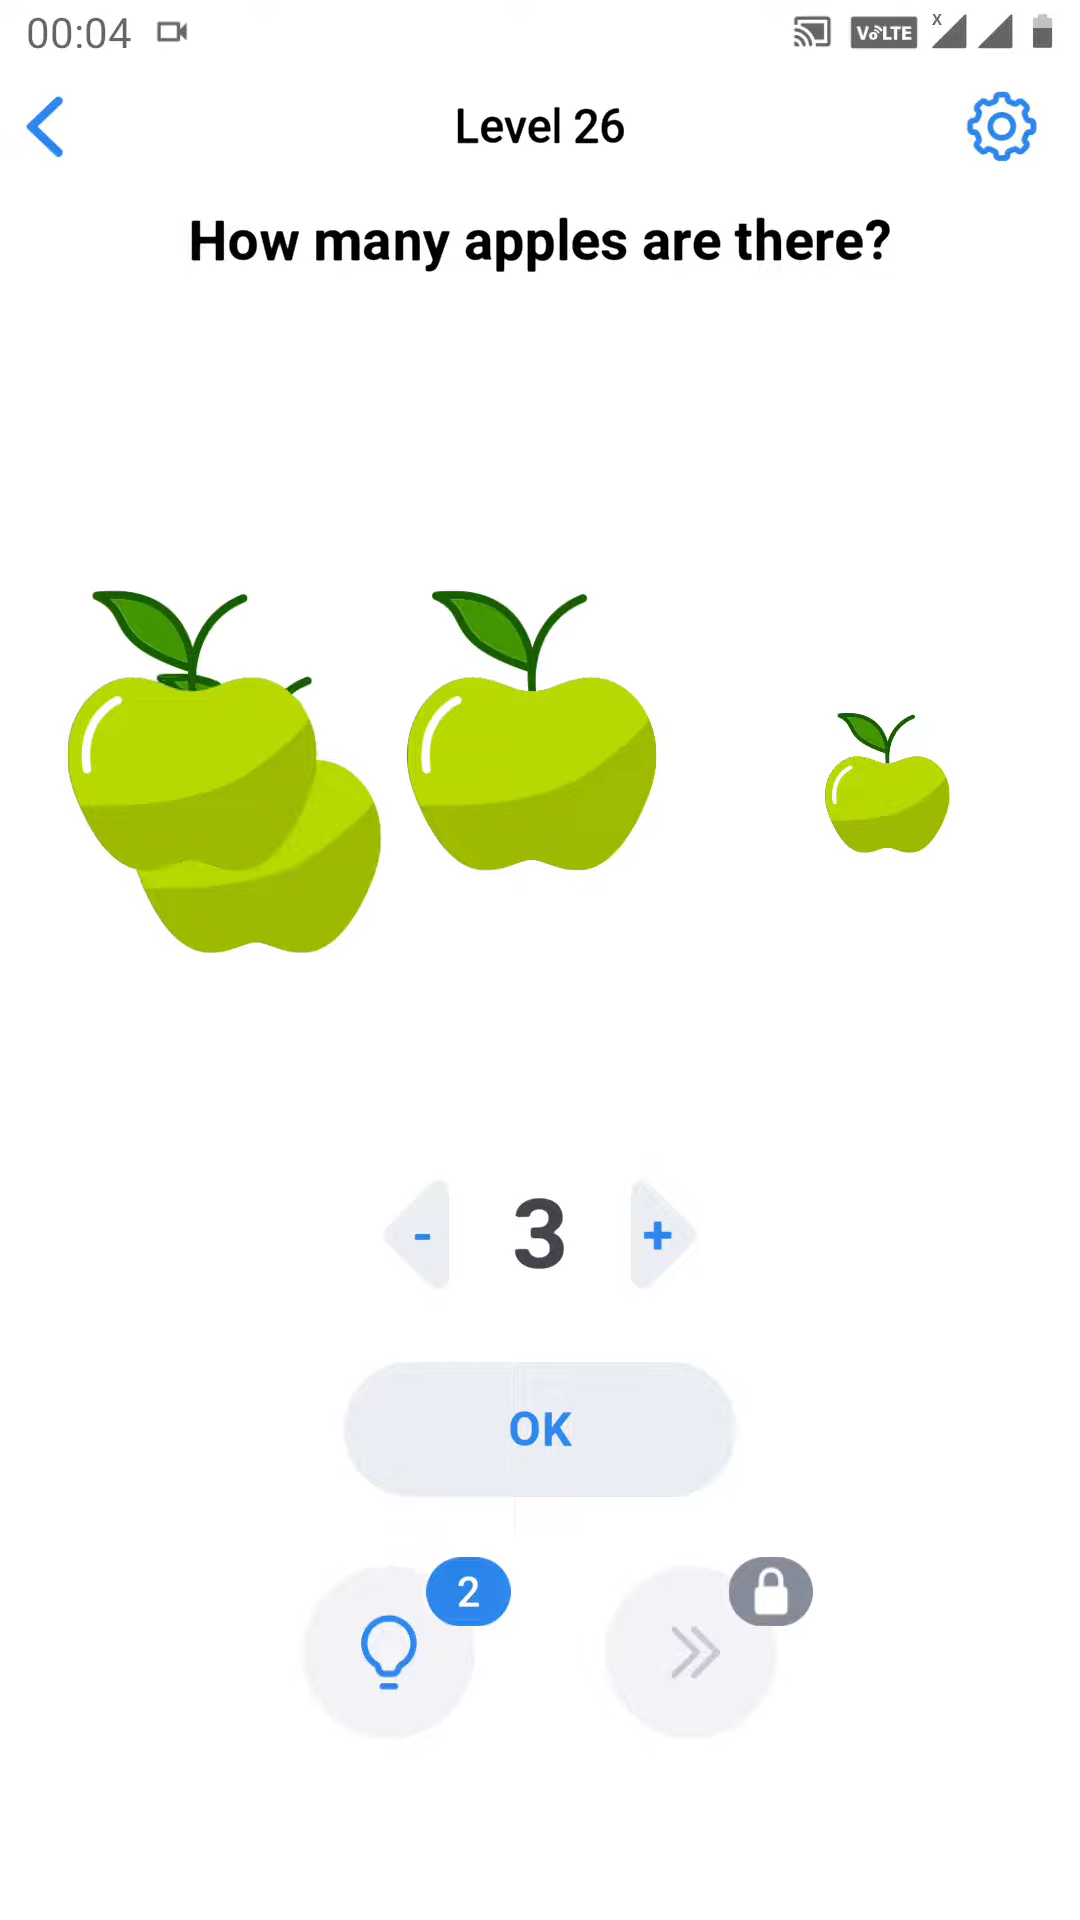 00:04 VoLTE x
Level 26
How many apples are there?
- 3 +
OK
2